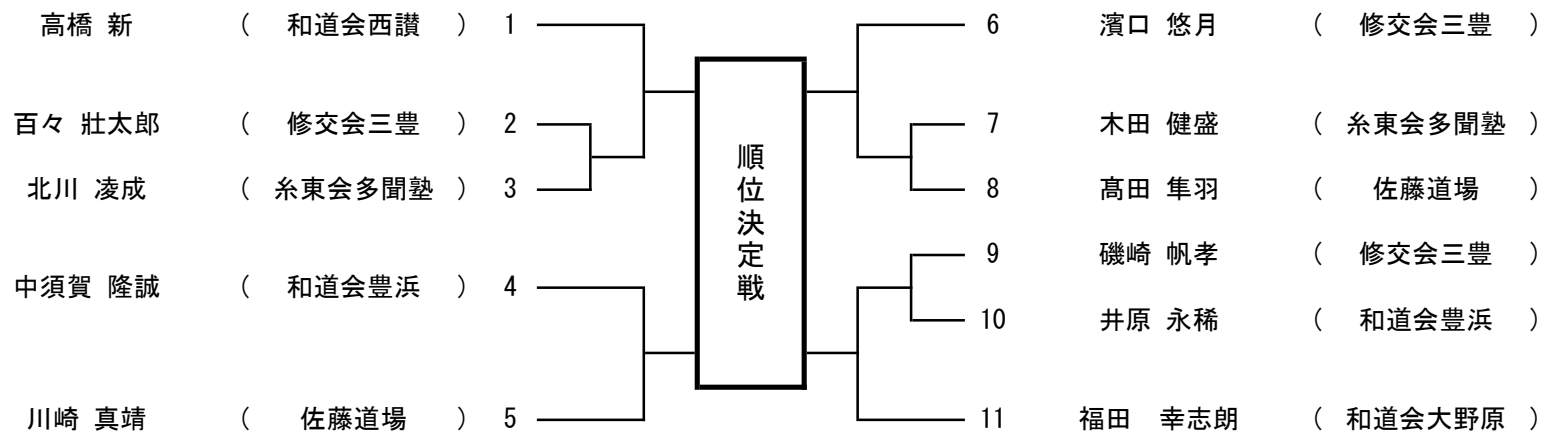 高橋 新 ( 和道会西讃 ) 1
百々 壯太郎 ( 修交会三豊 ) 2
北川 凌成 ( 糸東会多聞塾 ) 3
中須賀 隆誠 ( 和道会豊浜 ) 4
川崎 真靖 ( 佐藤道場 ) 5
順位決定戦
6 濱口 悠月 ( 修交会三豊 )
7 木田 健盛 ( 糸東会多聞塾 )
8 髙田 隼羽 ( 佐藤道場 )
9 磯崎 帆孝 ( 修交会三豊 )
10 井原 永稀 ( 和道会豊浜 )
11 福田 幸志朗 ( 和道会大野原 )